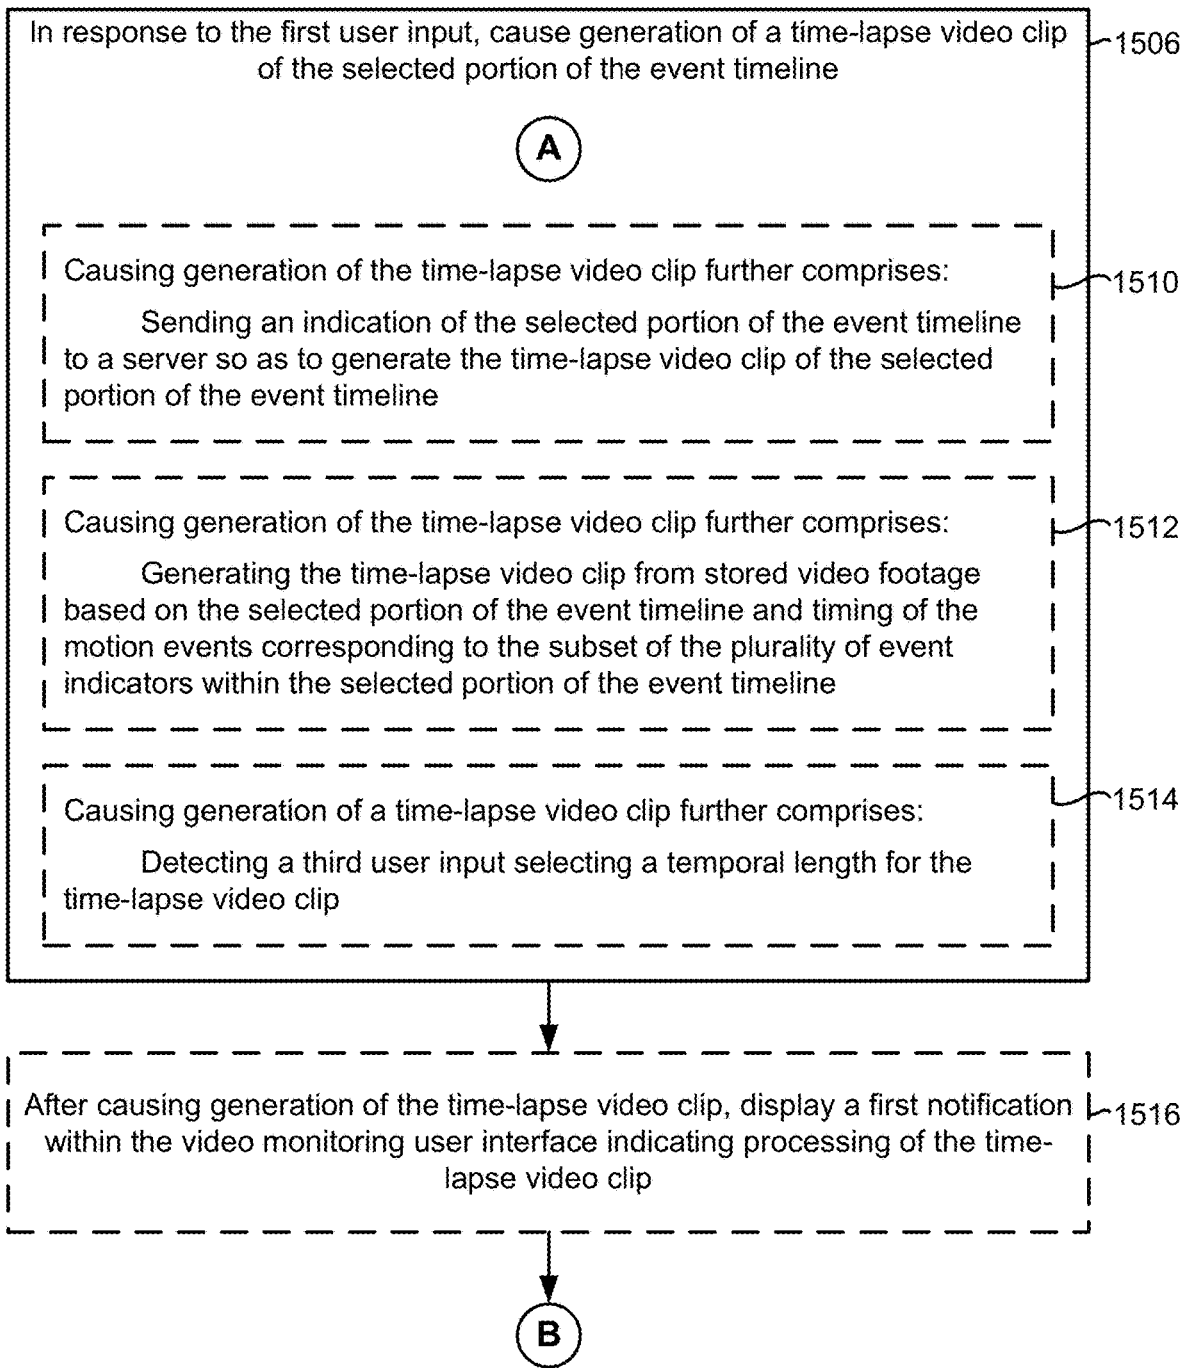 In response to the first user input, cause generation of a time-lapse video clip
of the selected portion of the event timeline
1506
A
Causing generation of the time-lapse video clip further comprises:
Sending an indication of the selected portion of the event timeline
to a server so as to generate the time-lapse video clip of the selected
portion of the event timeline
1510
Causing generation of the time-lapse video clip further comprises:
Generating the time-lapse video clip from stored video footage
based on the selected portion of the event timeline and timing of the
motion events corresponding to the subset of the plurality of event
indicators within the selected portion of the event timeline
1512
Causing generation of a time-lapse video clip further comprises:
Detecting a third user input selecting a temporal length for the
time-lapse video clip
1514
After causing generation of the time-lapse video clip, display a first notification
within the video monitoring user interface indicating processing of the time-
lapse video clip
1516
B